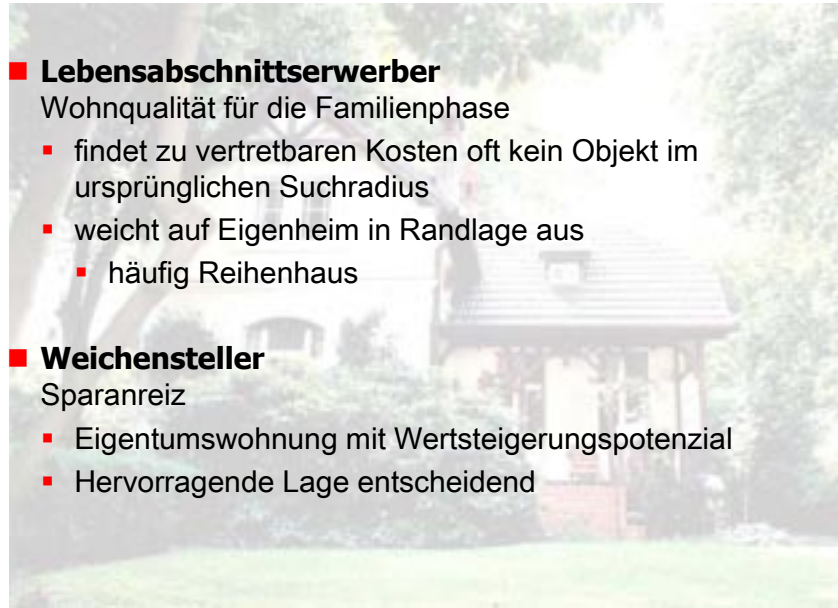 Lebensabschnittserwerber
Wohnqualität für die Familienphase
findet zu vertretbaren Kosten oft kein Objekt im
ursprünglichen Suchradius
weicht auf Eigenheim in Randlage aus
häufig Reihenhaus
Weichensteller
Sparanreiz
Eigentumswohnung mit Wertsteigerungspotenzial
Hervorragende Lage entscheidend